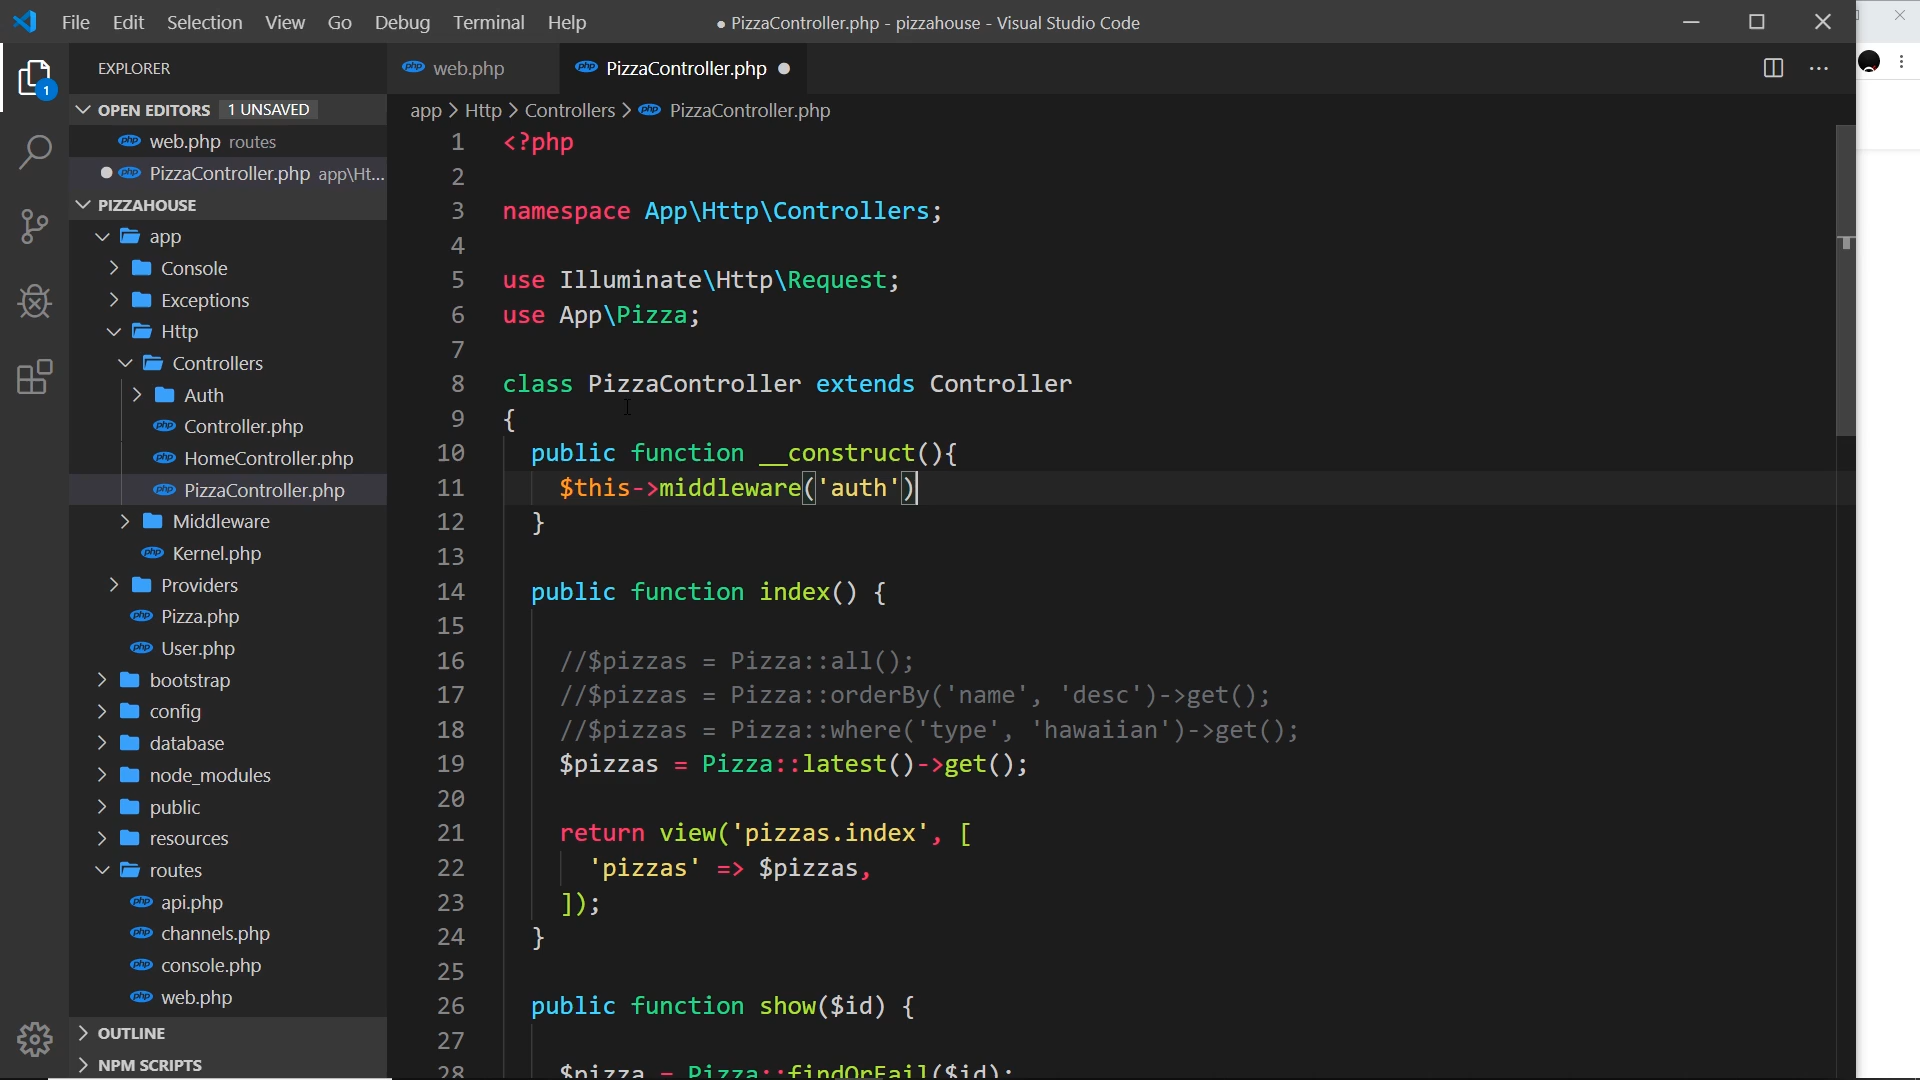 File Edit Selection View Go Debug Terminal Help
● PizzaController.php - pizzahouse - Visual Studio Code
EXPLORER
1
OPEN EDITORS 1 UNSAVED
web.php routes
PizzaController.php app\Ht...
PIZZAHOUSE
app
Console
Exceptions
Http
Controllers
Auth
Controller.php
HomeController.php
PizzaController.php
Middleware
Kernel.php
Providers
Pizza.php
User.php
bootstrap
config
database
node_modules
public
resources
routes
api.php
channels.php
console.php
web.php
OUTLINE
NPM SCRIPTS
web.php
PizzaController.php
app > Http > Controllers > PizzaController.php
1 <?php
2
3 namespace App\Http\Controllers;
4
5 use Illuminate\Http\Request;
6 use App\Pizza;
7
8 class PizzaController extends Controller
9 {
10 public function __construct(){
11 $this->middleware('auth')
12 }
13
14 public function index() {
15
16 //$pizzas = Pizza::all();
17 //$pizzas = Pizza::orderBy('name', 'desc')->get();
18 //$pizzas = Pizza::where('type', 'hawaiian')->get();
19 $pizzas = Pizza::latest()->get();
20
21 return view('pizzas.index', [
22 'pizzas' => $pizzas,
23 ]);
24 }
25
26 public function show($id) {
27
28 $pizza = Pizza::findOrFail($id);